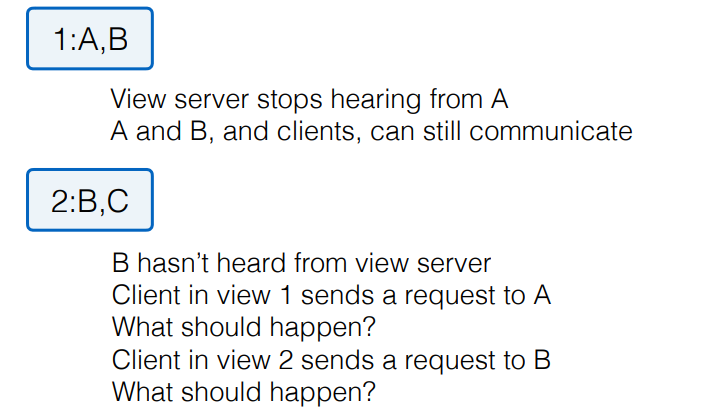 1:A,B
View server stops hearing from A
A and B, and clients, can still communicate
2:B,C
B hasn’t heard from view server
Client in view 1 sends a request to A
What should happen?
Client in view 2 sends a request to B
What should happen?